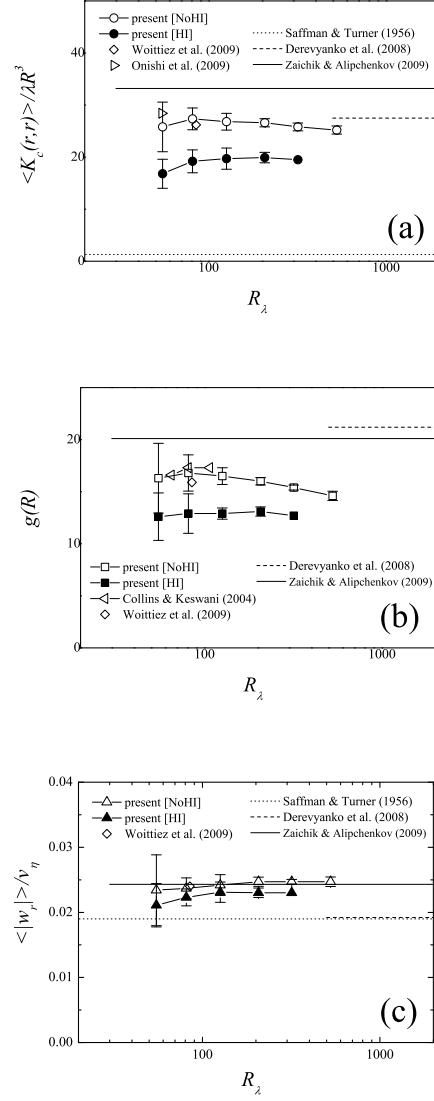 present [NoHI]
present [HI]
Woittiez et al. (2009)
Onishi et al. (2009)
Saffman & Turner (1956)
Derevyanko et al. (2008)
Zaichik & Alipchenkov (2009)
<K_c(r,r)>/λR³
40
20
0
(a)
100 1000
R_λ
g(R)
20
10
0
present [NoHI]
present [HI]
Collins & Keswani (2004)
Woittiez et al. (2009)
Derevyanko et al. (2008)
Zaichik & Alipchenkov (2009)
(b)
100 1000
R_λ
<|w_r|>/v_η
0.04
0.03
0.02
0.01
0.00
present [NoHI]
present [HI]
Woittiez et al. (2009)
Saffman & Turner (1956)
Derevyanko et al. (2008)
Zaichik & Alipchenkov (2009)
(c)
100 1000
R_λ